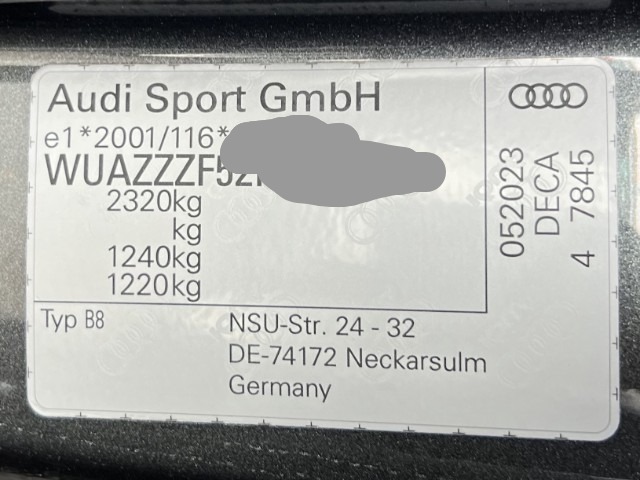 Audi Sport GmbH
e1*2001/116*
WUAZZZF5Z
2320kg
kg
1240kg
1220kg
Typ B8
NSU-Str. 24 - 32
DE-74172 Neckarsulm
Germany
052023
DECA
4 7845